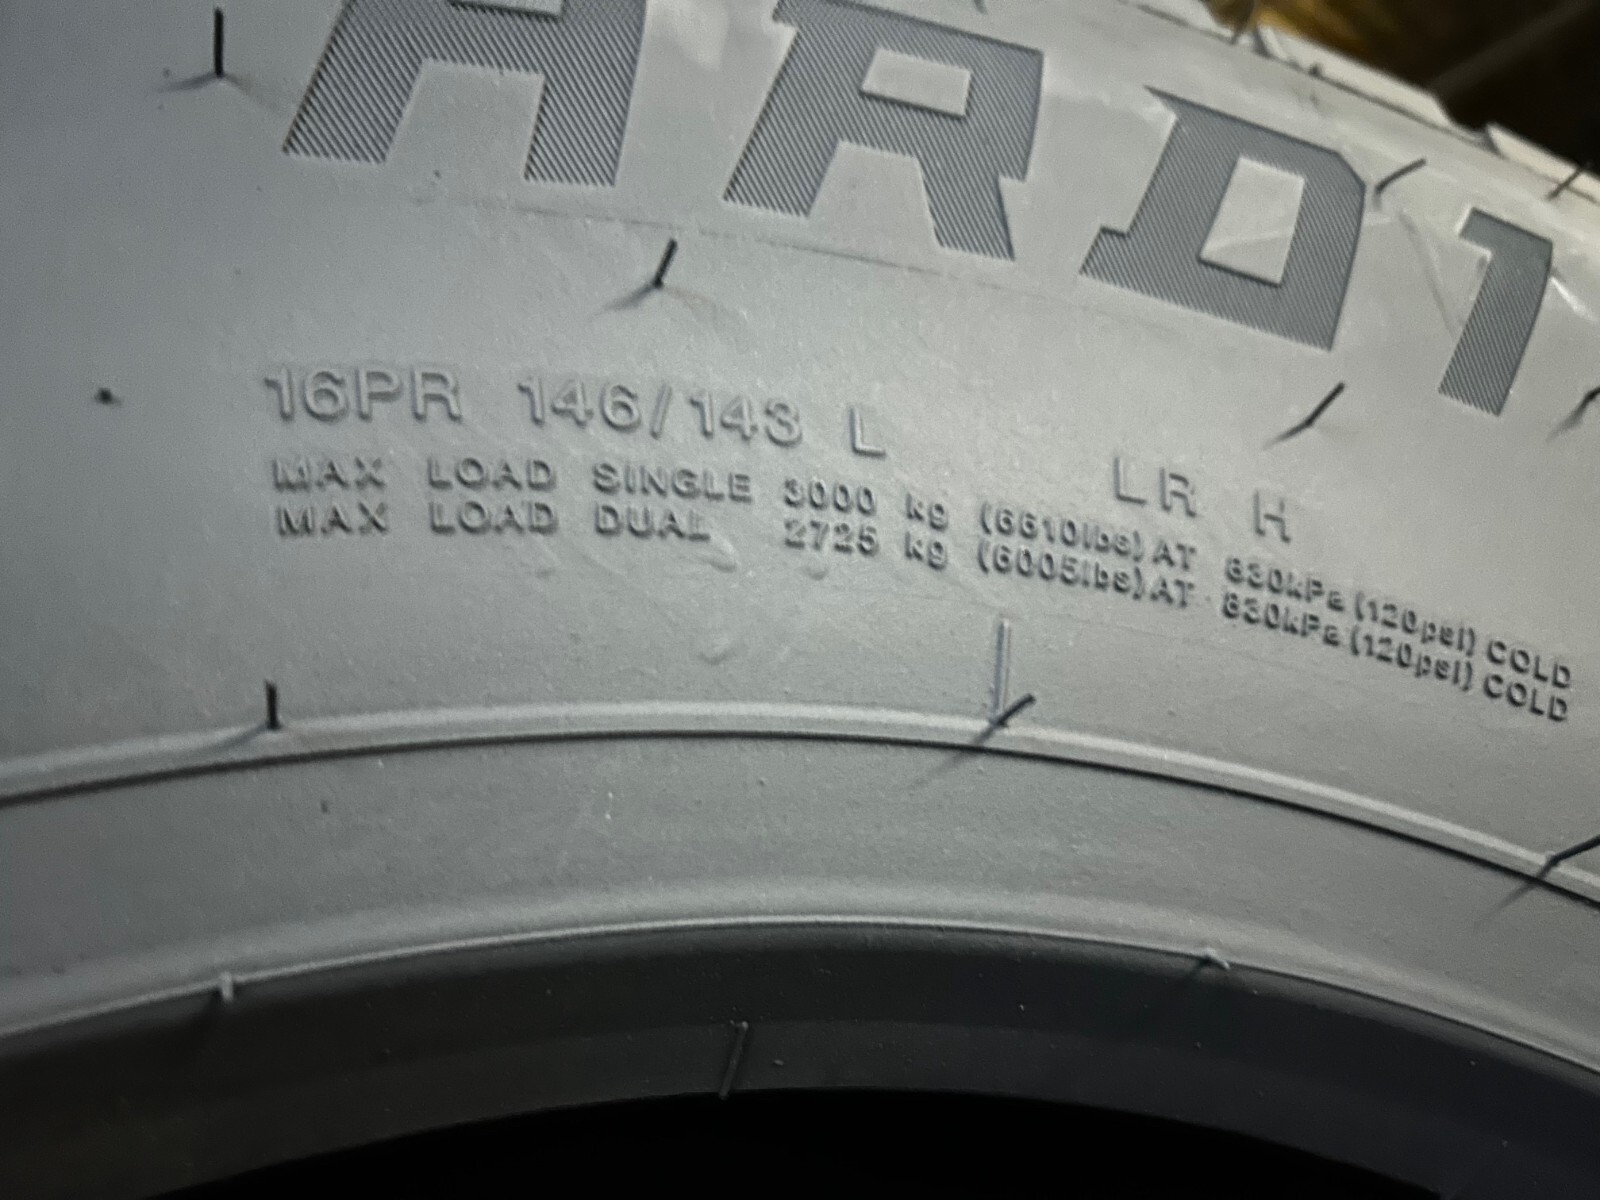 HRD1
16PR 146/143 L LR H
MAX LOAD SINGLE 3000 kg (6610lbs) AT 830kPa (120psi) COLD
MAX LOAD DUAL 2725 kg (6005lbs) AT 830kPa (120psi) COLD